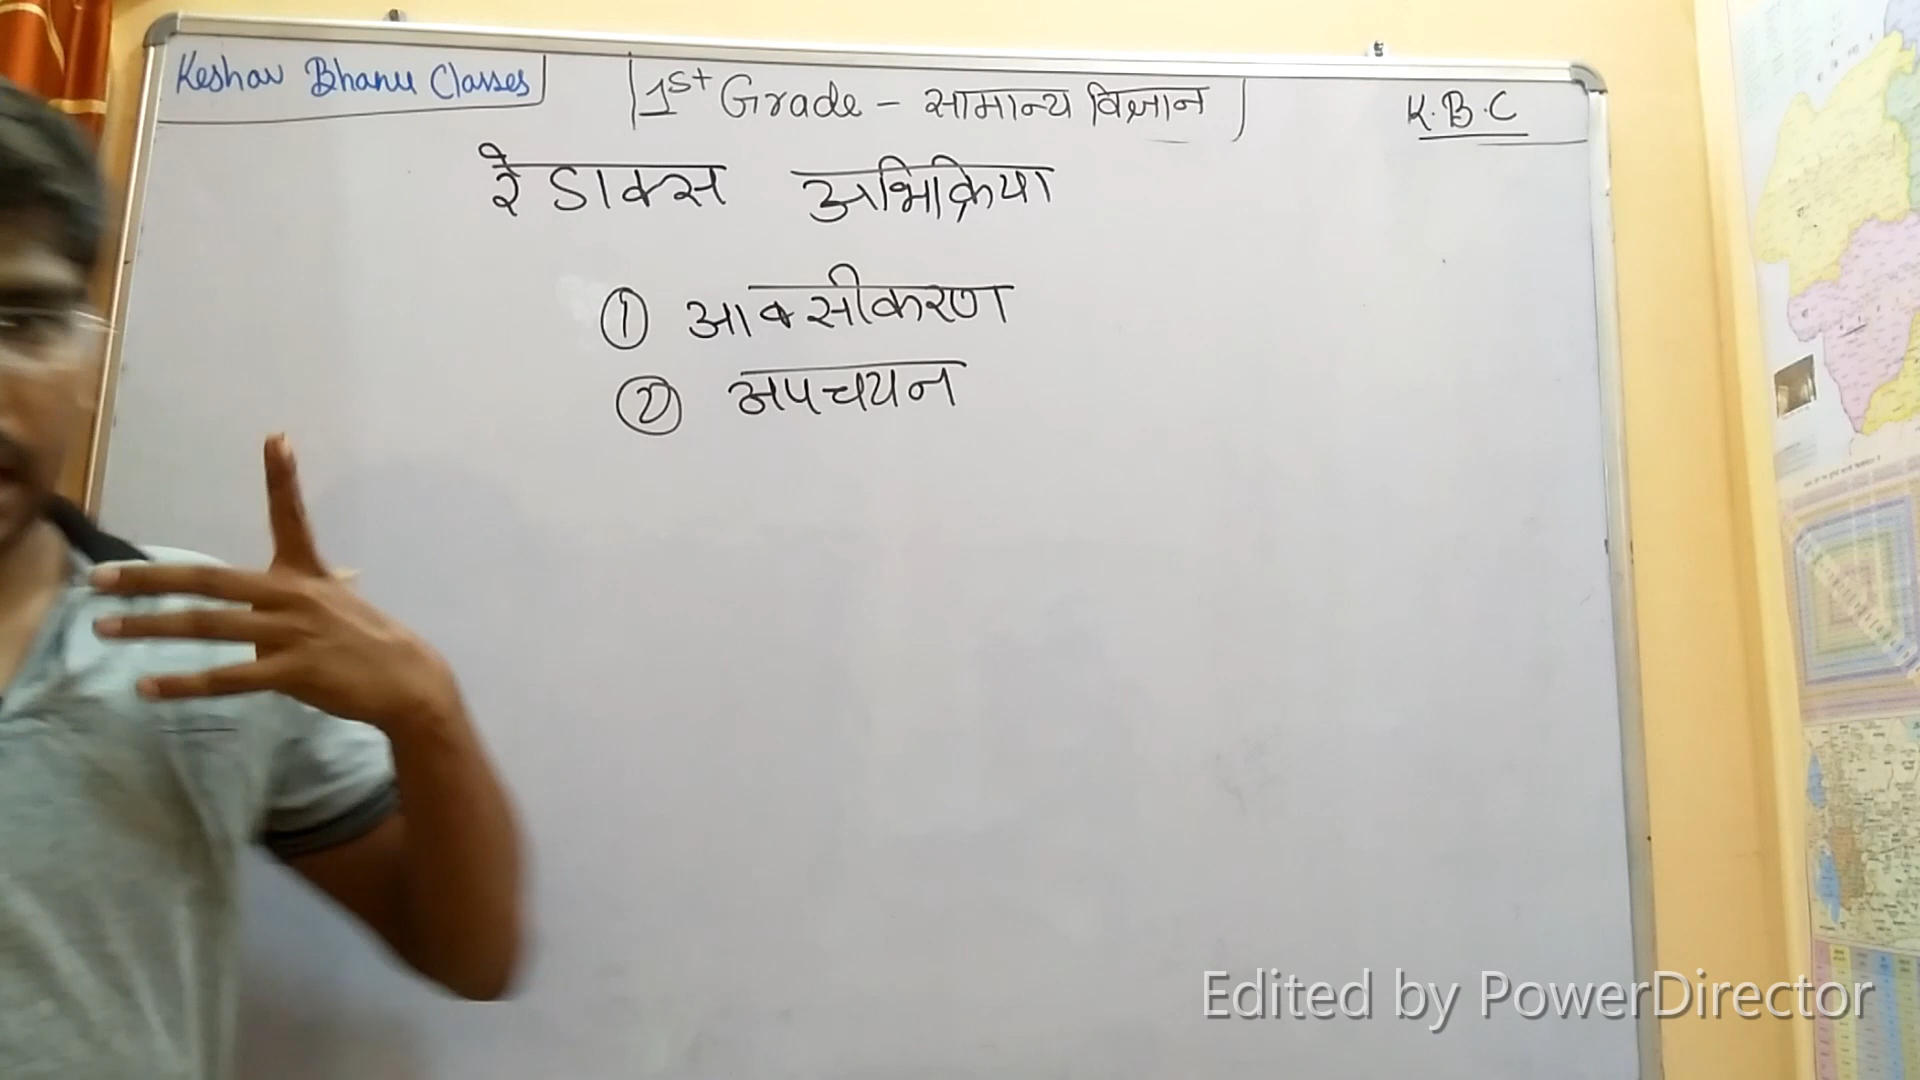 Keshav Bhanu Classes
1st Grade - सामान्य विज्ञान
K.B.C
रेडाक्स अभिक्रिया
① आक्सीकरण
② अपचयन
Edited by PowerDirector